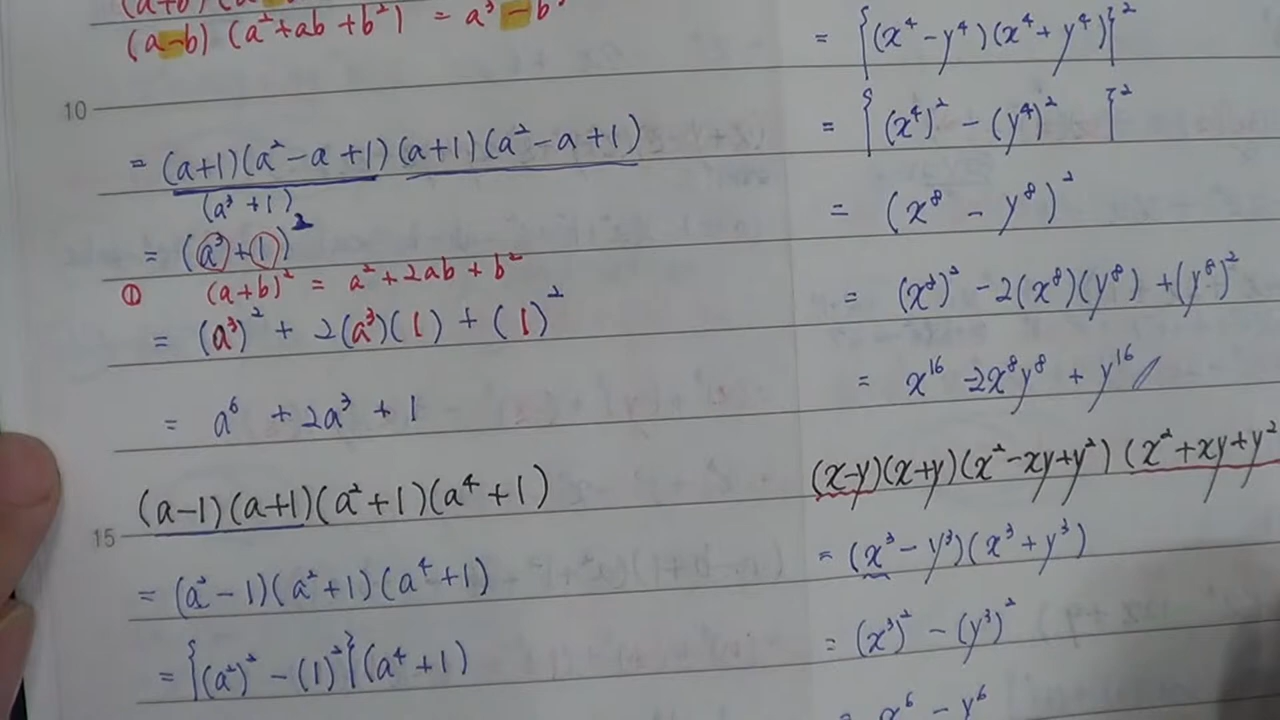 (a-b) (a²+ab+b²) = a³-b³
10
= (a+1)(a²-a+1)(a+1)(a²-a+1)
(a³+1)
= (a³+1)²
① (a+b)² = a²+2ab+b²
= (a³)² + 2(a³)(1) + (1)²
= a⁶ + 2a³ + 1
(a-1)(a+1)(a²+1)(a⁴+1)
15
= (a²-1)(a²+1)(a⁴+1)
= {(a²)² - (1)²}(a⁴+1)
= {(x⁴-y⁴)(x⁴+y⁴)}²
= {(x⁴)² - (y⁴)²}²
= (x⁸ - y⁸)²
= (x⁸)² - 2(x⁸)(y⁸) + (y⁸)²
= x¹⁶ - 2x⁸y⁸ + y¹⁶
(x-y)(x+y)(x²-xy+y²)(x²+xy+y²
= (x³-y³)(x³+y³)
= (x³)² - (y³)²
= x⁶ - y⁶